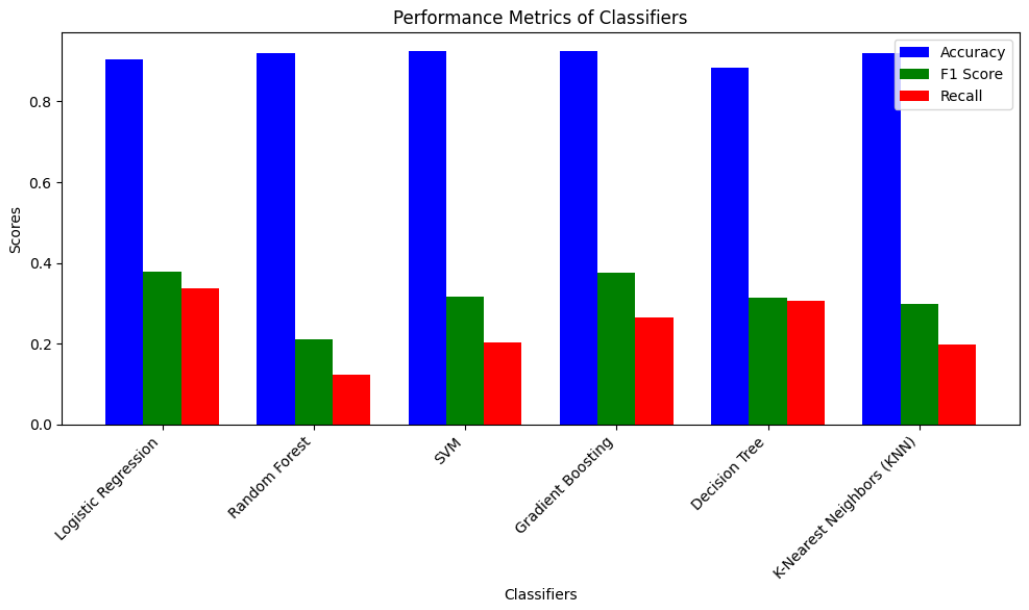 Performance Metrics of Classifiers
Accuracy
F1 Score
Recall
Scores
0.8
0.6
0.4
0.2
0.0
Logistic Regression
Random Forest
SVM
Gradient Boosting
Decision Tree
K-Nearest Neighbors (KNN)
Classifiers